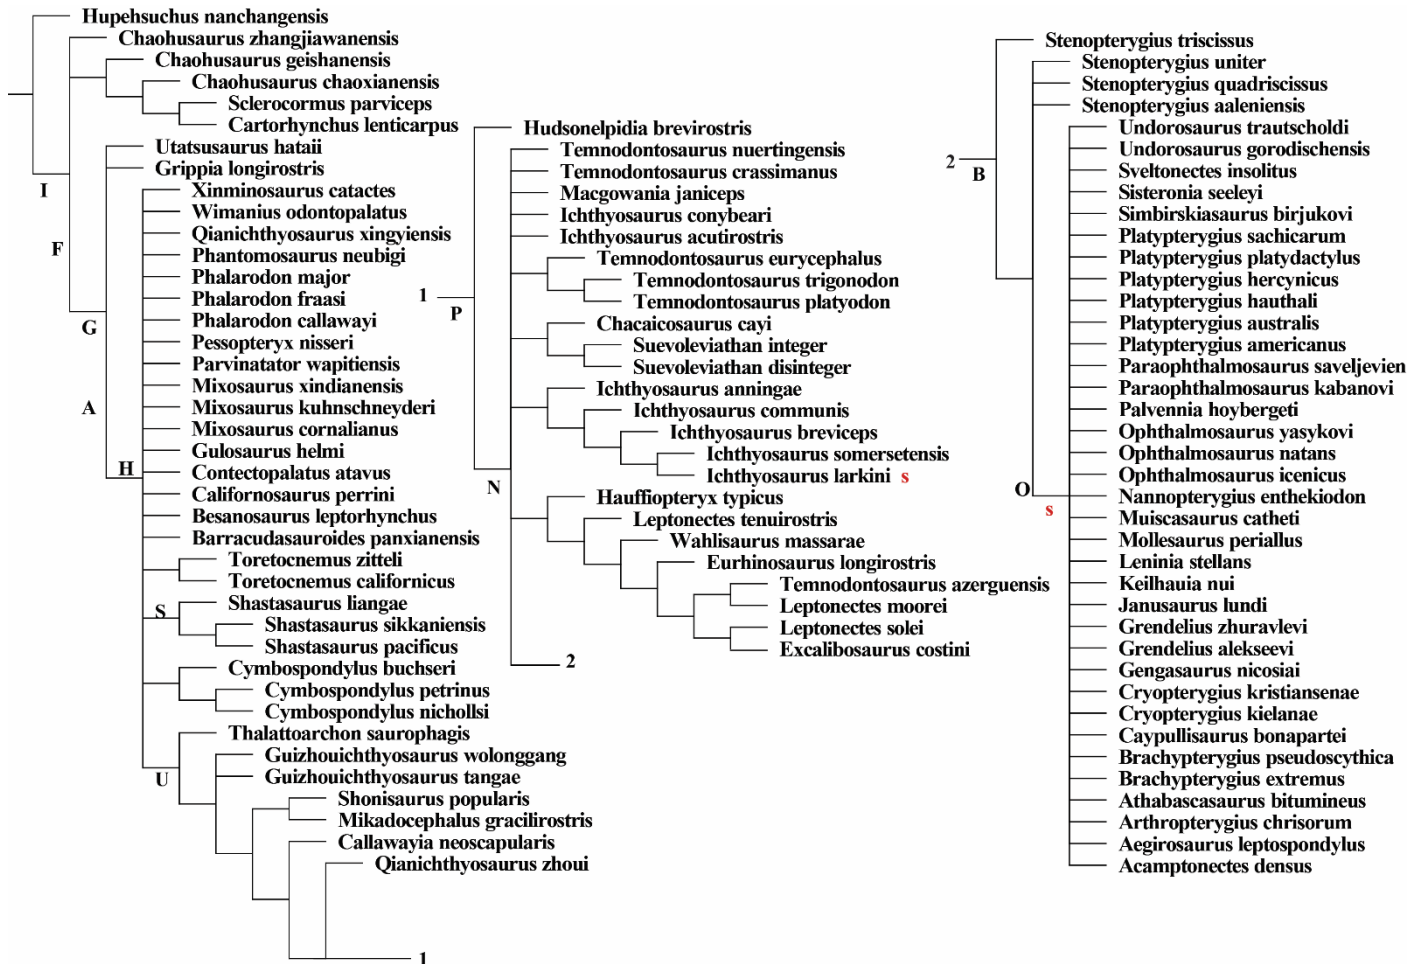 Hupehsuchus nanchangensis
Chaohusaurus zhangjiawanensis
Chaohusaurus geishanensis
Chaohusaurus chaoxianensis
Sclerocormus parviceps
Cartorhynchus lenticarpus
Utatsusaurus hataii
Grippia longirostris
I
Xinminosaurus catactes
Wimanius odontopalatus
Qianichthyosaurus xingyiensis
F
Phantomosaurus neubigi
Phalarodon major
Phalarodon fraasi
Phalarodon callawayi
G
Pessopteryx nisseri
Parvinatator wapitiensis
Mixosaurus xindianensis
Mixosaurus kuhnschneyderi
A
Mixosaurus cornalianus
Gulosaurus helmi
Contectopalatus atavus
H
Californosaurus perrini
Besanosaurus leptorhynchus
Barracudasauroides panxianensis
Toretocnemus zitteli
Toretocnemus californicus
Shastasaurus liangae
S
Shastasaurus sikkaniensis
Shastasaurus pacificus
Cymbospondylus buchseri
Cymbospondylus petrinus
Cymbospondylus nichollsi
Thalattoarchon saurophagis
Guizhouichthyosaurus wolonggang
Guizhouichthyosaurus tangae
U
Shonisaurus popularis
Mikadocephalus gracilirostris
Callawayia neoscapularis
Qianichthyosaurus zhoui
1
Hudsonelpidia brevirostris
Temnodontosaurus nuertingensis
Temnodontosaurus crassimanus
Macgowania janiceps
Ichthyosaurus conybeari
Ichthyosaurus acutirostris
Temnodontosaurus eurycephalus
Temnodontosaurus trigonodon
1
Temnodontosaurus platyodon
P
Chacaicosaurus cayi
Suevoleviathan integer
Suevoleviathan disinteger
Ichthyosaurus anningae
Ichthyosaurus communis
Ichthyosaurus breviceps
Ichthyosaurus somersetensis
Ichthyosaurus larkini s
N
Hauffiopteryx typicus
Leptonectes tenuirostris
Wahlisaurus massarae
Eurhinosaurus longirostris
Temnodontosaurus azerguensis
Leptonectes moorei
Leptonectes solei
Excalibosaurus costini
2
Stenopterygius triscissus
Stenopterygius uniter
Stenopterygius quadriscissus
Stenopterygius aaleniensis
Undorosaurus trautscholdi
Undorosaurus gorodischensis
2
B
Sveltonectes insolitus
Sisteronia seeleyi
Simbirskiasaurus birjukovi
Platypterygius sachicarum
Platypterygius platydactylus
Platypterygius hercynicus
Platypterygius hauthali
Platypterygius australis
Platypterygius americanus
Paraophthalmosaurus saveljevien
Paraophthalmosaurus kabanovi
Palvennia hoybergeti
Ophthalmosaurus yasykovi
Ophthalmosaurus natans
Ophthalmosaurus icenicus
O
Nannopterygius enthekiodon
s
Muiscasaurus catheti
Mollesaurus periallus
Leninia stellans
Keilhauia nui
Janusaurus lundi
Grendelius zhuravlevi
Grendelius alekseevi
Gengasaurus nicosiai
Cryopterygius kristiansenae
Cryopterygius kielanae
Caypullisaurus bonapartei
Brachypterygius pseudoscythica
Brachypterygius extremus
Athabascasaurus bitumineus
Arthropterygius chrisorum
Aegirosaurus leptospondylus
Acamptonectes densus